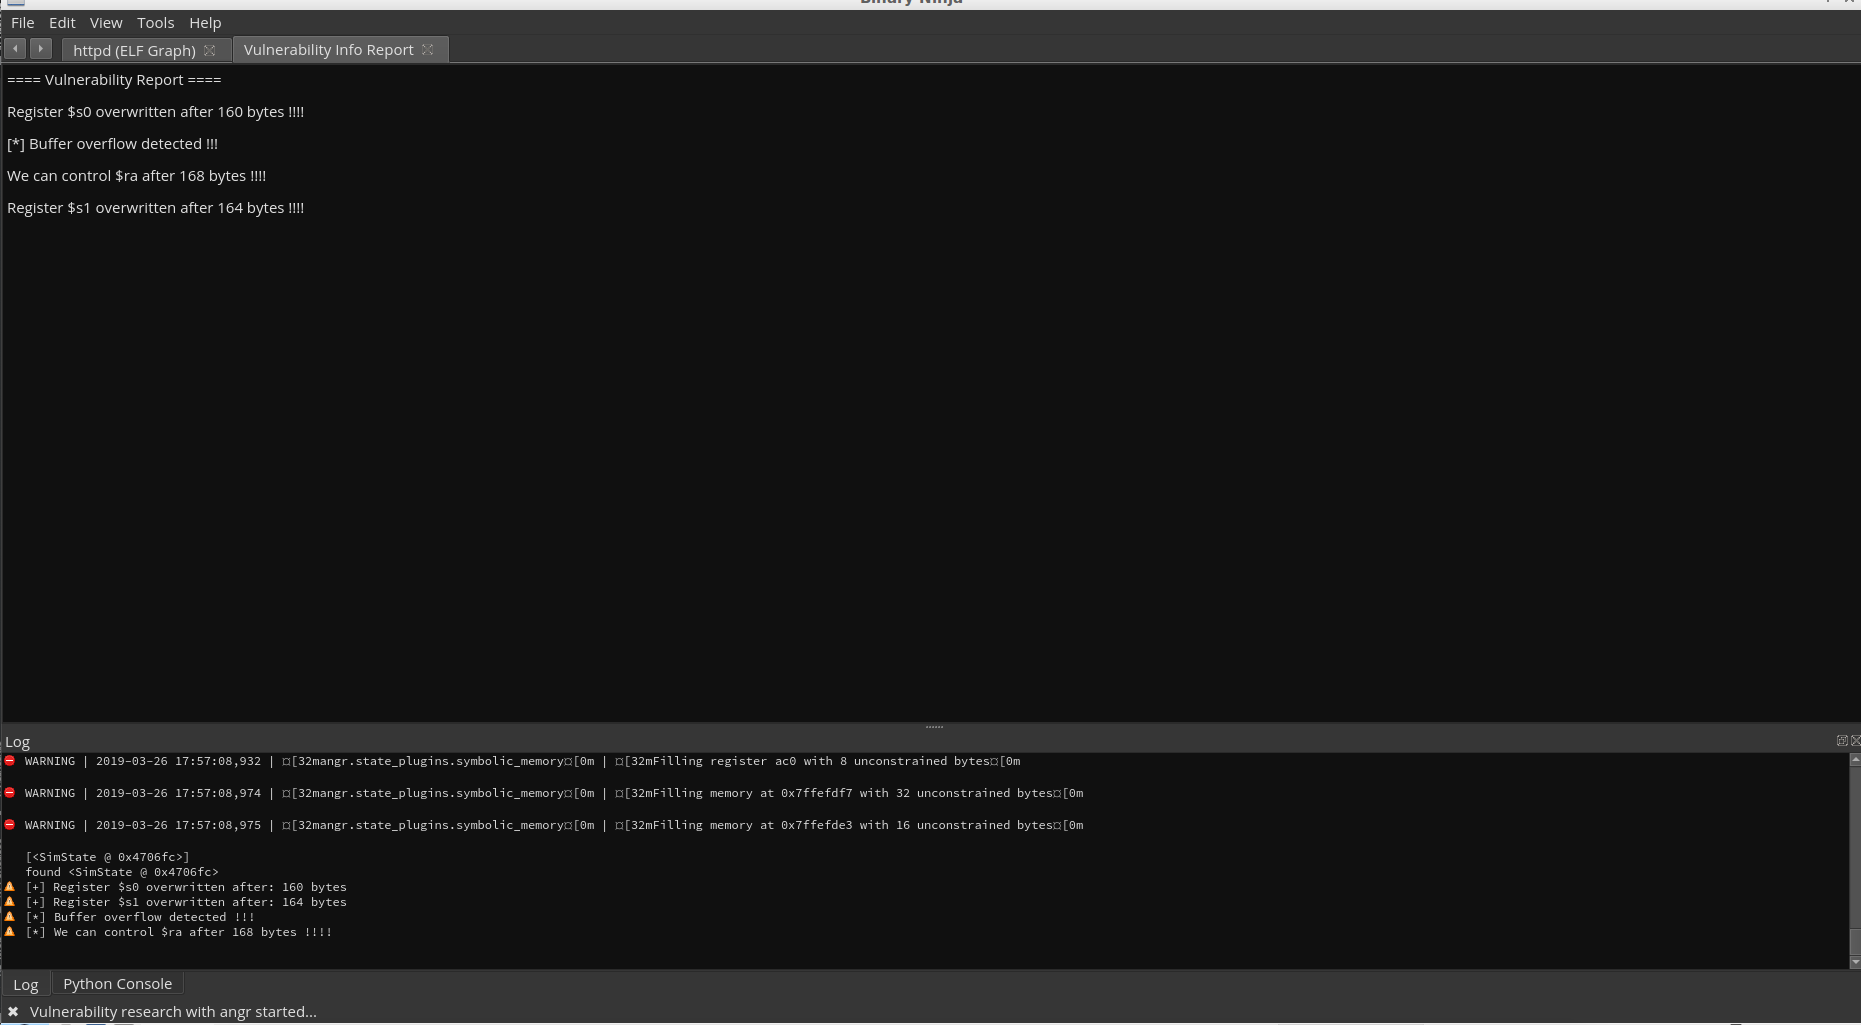 Binary Ninja
File Edit View Tools Help
httpd (ELF Graph) Vulnerability Info Report
==== Vulnerability Report ====
Register $s0 overwritten after 160 bytes !!!!
[*] Buffer overflow detected !!!
We can control $ra after 168 bytes !!!!
Register $s1 overwritten after 164 bytes !!!!
Log
WARNING | 2019-03-26 17:57:08,932 | ¤[32mangr.state_plugins.symbolic_memory¤[0m | ¤[32mFilling register ac0 with 8 unconstrained bytes¤[0m
WARNING | 2019-03-26 17:57:08,974 | ¤[32mangr.state_plugins.symbolic_memory¤[0m | ¤[32mFilling memory at 0x7ffefdf7 with 32 unconstrained bytes¤[0m
WARNING | 2019-03-26 17:57:08,975 | ¤[32mangr.state_plugins.symbolic_memory¤[0m | ¤[32mFilling memory at 0x7ffefde3 with 16 unconstrained bytes¤[0m
[<SimState @ 0x4706fc>]
found <SimState @ 0x4706fc>
[+] Register $s0 overwritten after: 160 bytes
[+] Register $s1 overwritten after: 164 bytes
[*] Buffer overflow detected !!!
[*] We can control $ra after 168 bytes !!!!
Log Python Console
Vulnerability research with angr started...